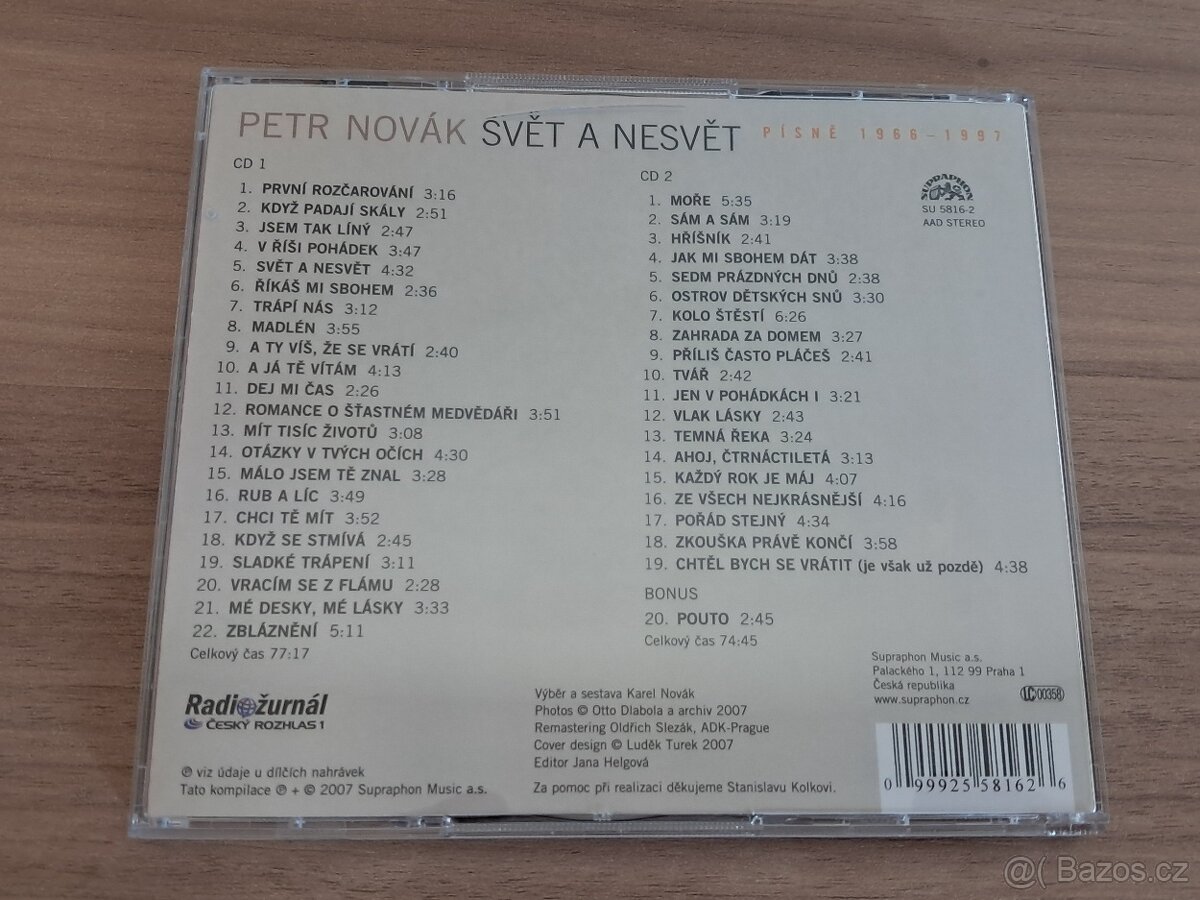 PETR NOVÁK SVĚT A NESVĚT PÍSNĚ 1966–1997
CD 1
1. PRVNÍ ROZČAROVÁNÍ 3:16
2. KDYŽ PADAJÍ SKÁLY 2:51
3. JSEM TAK LÍNÝ 2:47
4. V ŘÍŠI POHÁDEK 3:47
5. SVĚT A NESVĚT 4:32
6. ŘÍKÁŠ MI SBOHEM 2:36
7. TRÁPÍ NÁS 3:12
8. MADLÉN 3:55
9. A TY VÍŠ, ŽE SE VRÁTÍ 2:40
10. A JÁ TĚ VÍTÁM 4:13
11. DEJ MI ČAS 2:26
12. ROMANCE O ŠŤASTNÉM MEDVĚDÁŘI 3:51
13. MÍT TISÍC ŽIVOTŮ 3:08
14. OTÁZKY V TVÝCH OČÍCH 4:30
15. MÁLO JSEM TĚ ZNAL 3:28
16. RUB A LÍC 3:49
17. CHCI TĚ MÍT 3:52
18. KDYŽ SE STMÍVÁ 2:45
19. SLADKÉ TRÁPENÍ 3:11
20. VRACÍM SE Z FLÁMU 2:28
21. MÉ DESKY, MÉ LÁSKY 3:33
22. ZBLÁZNĚNÍ 5:11
Celkový čas 77:17
CD 2
1. MOŘE 5:35
2. SÁM A SÁM 3:19
3. HŘÍŠNÍK 2:41
4. JAK MI SBOHEM DÁT 3:38
5. SEDM PRÁZDNÝCH DNŮ 2:38
6. OSTROV DĚTSKÝCH SNŮ 3:30
7. KOLO ŠTĚSTÍ 6:26
8. ZAHRADA ZA DOMEM 3:27
9. PŘÍLIŠ ČASTO PLÁČEŠ 2:41
10. TVÁŘ 2:42
11. JEN V POHÁDKÁCH I 3:21
12. VLAK LÁSKY 2:43
13. TEMNÁ ŘEKA 3:24
14. AHOJ, ČTRNÁCTILETÁ 3:13
15. KAŽDÝ ROK JE MÁJ 4:07
16. ZE VŠECH NEJKRÁSNĚJŠÍ 4:16
17. POŘÁD STEJNÝ 4:34
18. ZKOUŠKA PRÁVĚ KONČÍ 3:58
19. CHTĚL BYCH SE VRÁTIT (je však už pozdě) 4:38
BONUS
20. POUTO 2:45
Celkový čas 74:45
SUPRAPHON
SU 5816-2
AAD STEREO
Radiožurnál
ČESKÝ ROZHLAS 1
℗ viz údaje u dílčích nahrávek
Tato kompilace ℗ + © 2007 Supraphon Music a.s.
Výběr a sestava Karel Novák
Photos © Otto Dlabola a archiv 2007
Remastering Oldřich Slezák, ADK-Prague
Cover design © Luděk Turek 2007
Editor Jana Helgová
Za pomoc při realizaci děkujeme Stanislavu Kolkovi.
Supraphon Music a.s.
Palackého 1, 112 99 Praha 1
Česká republika
www.supraphon.cz
LC 00358
0 99925 58162 6
@( Bazos.cz